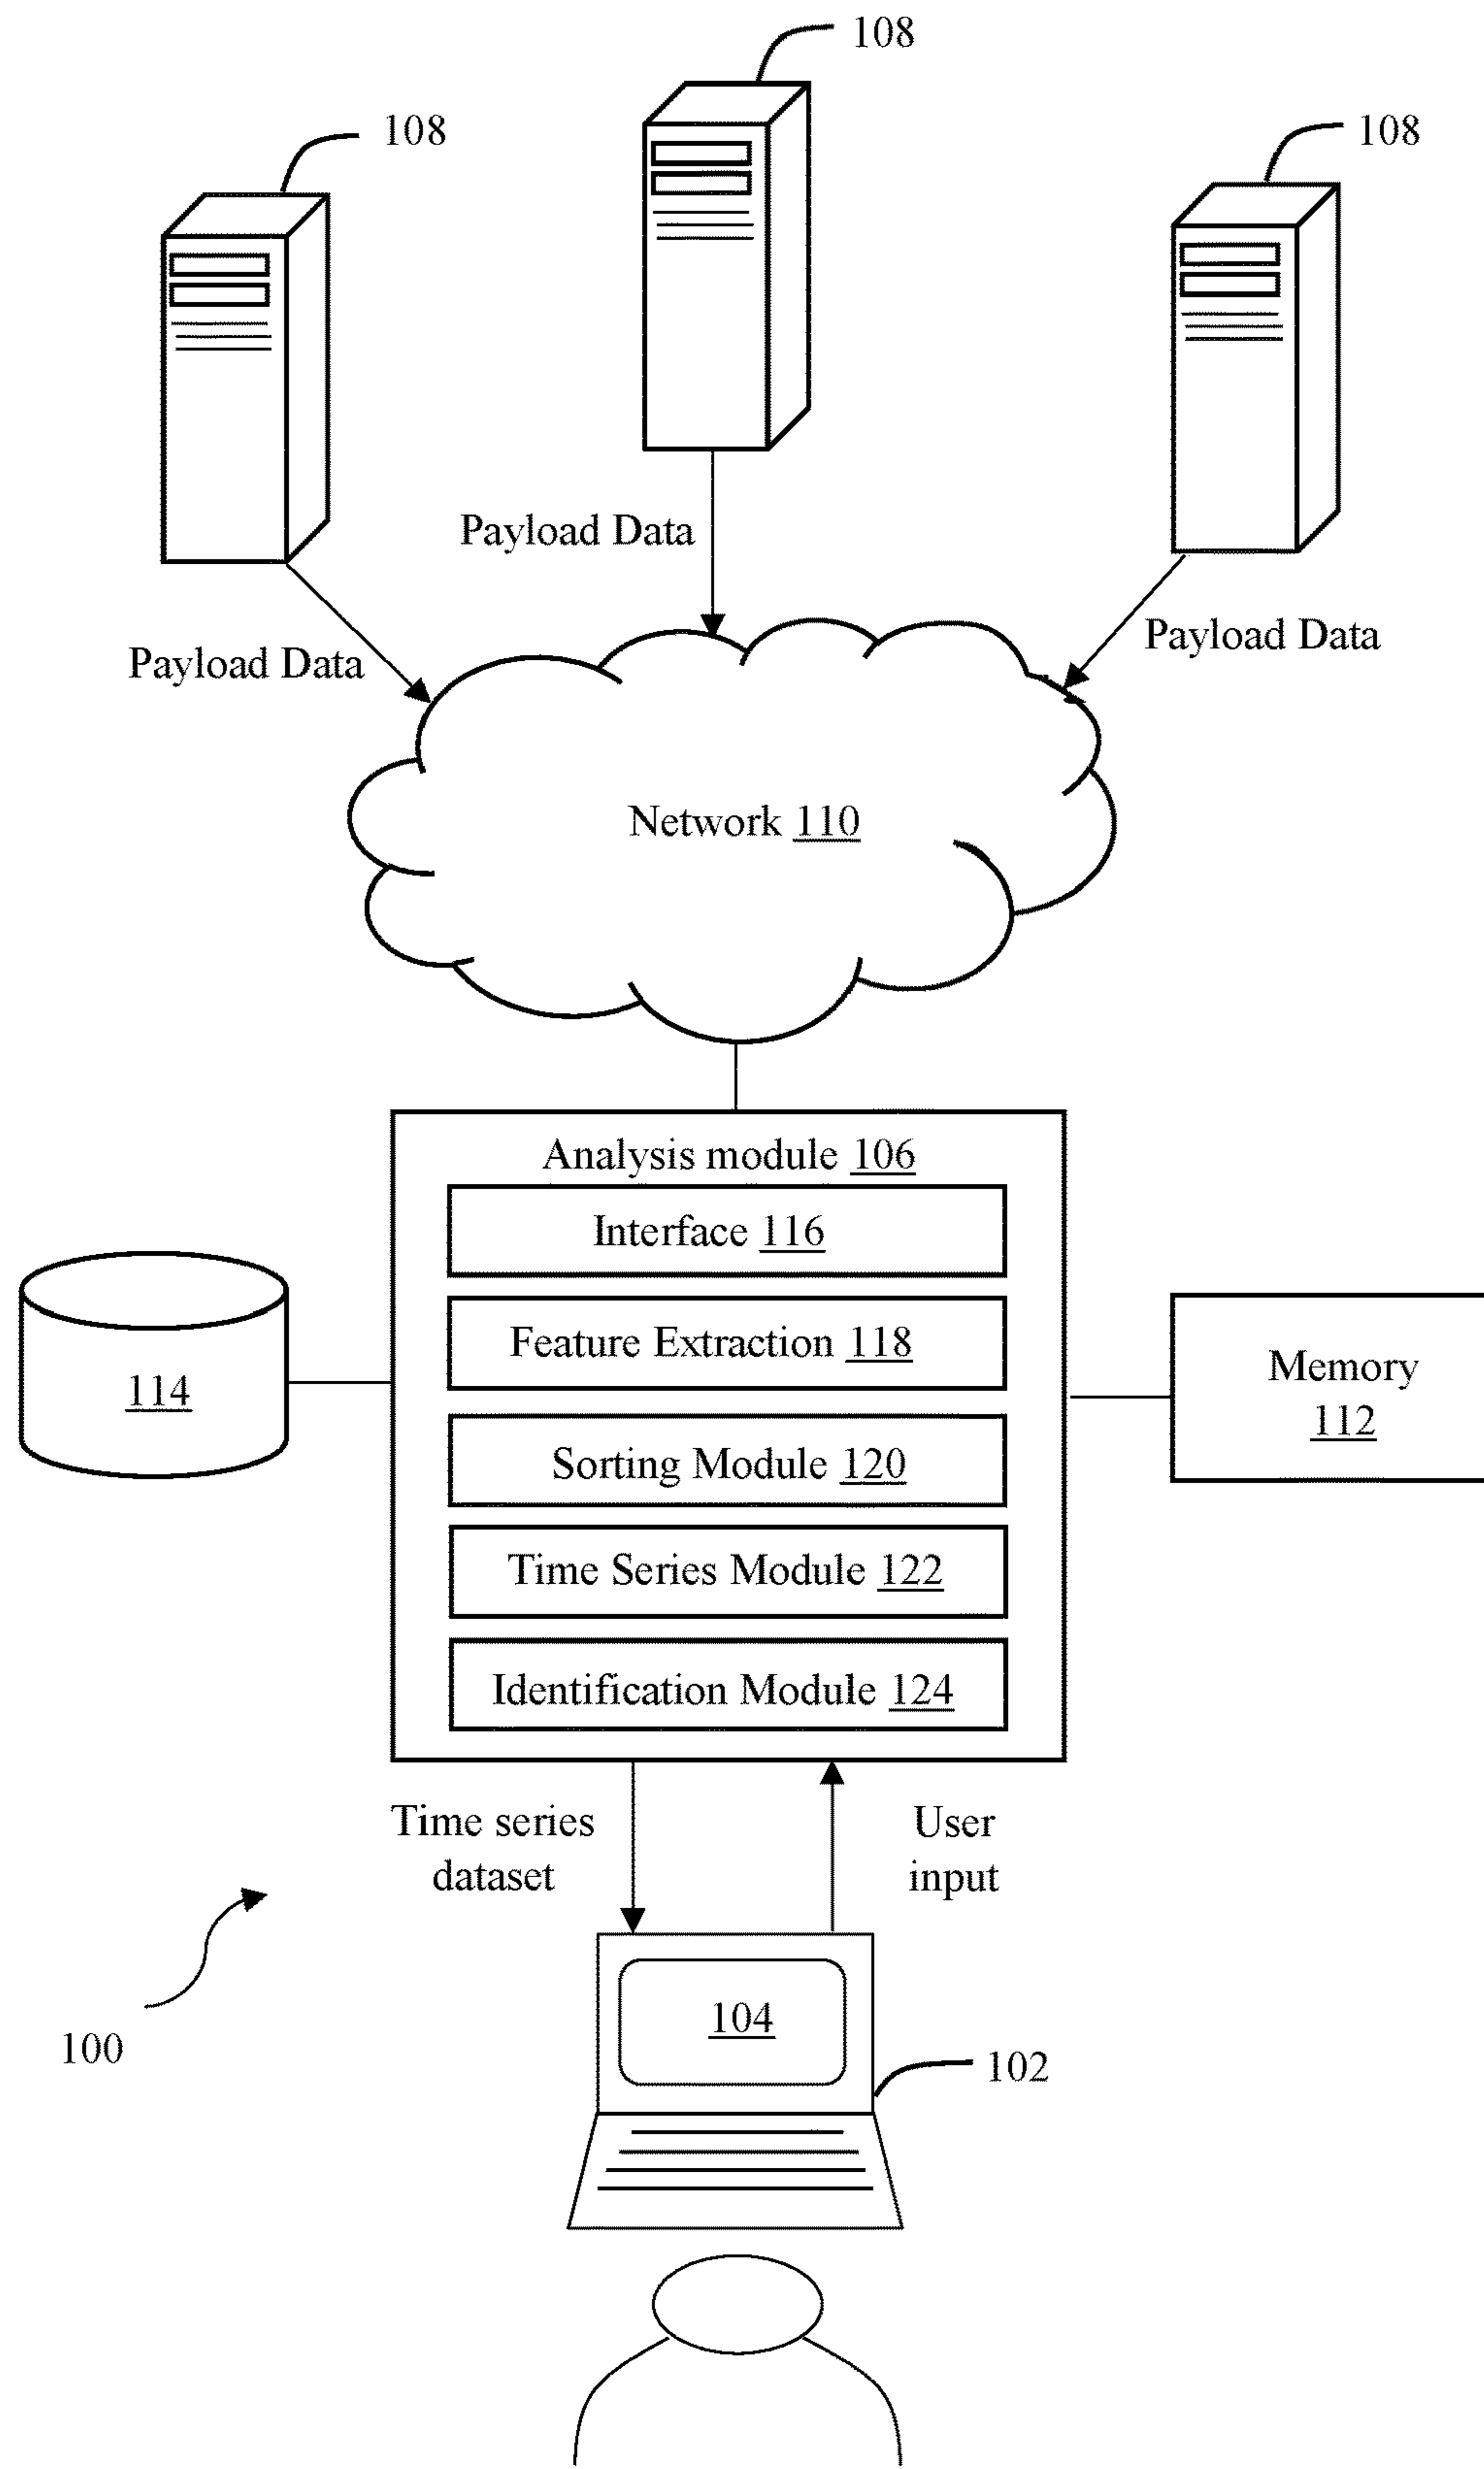 108
108
108
Payload Data
Payload Data
Payload Data
Network 110
Analysis module 106
Interface 116
Feature Extraction 118
Sorting Module 120
Time Series Module 122
Identification Module 124
114
Memory
112
Time series
dataset
User
input
100
104
102